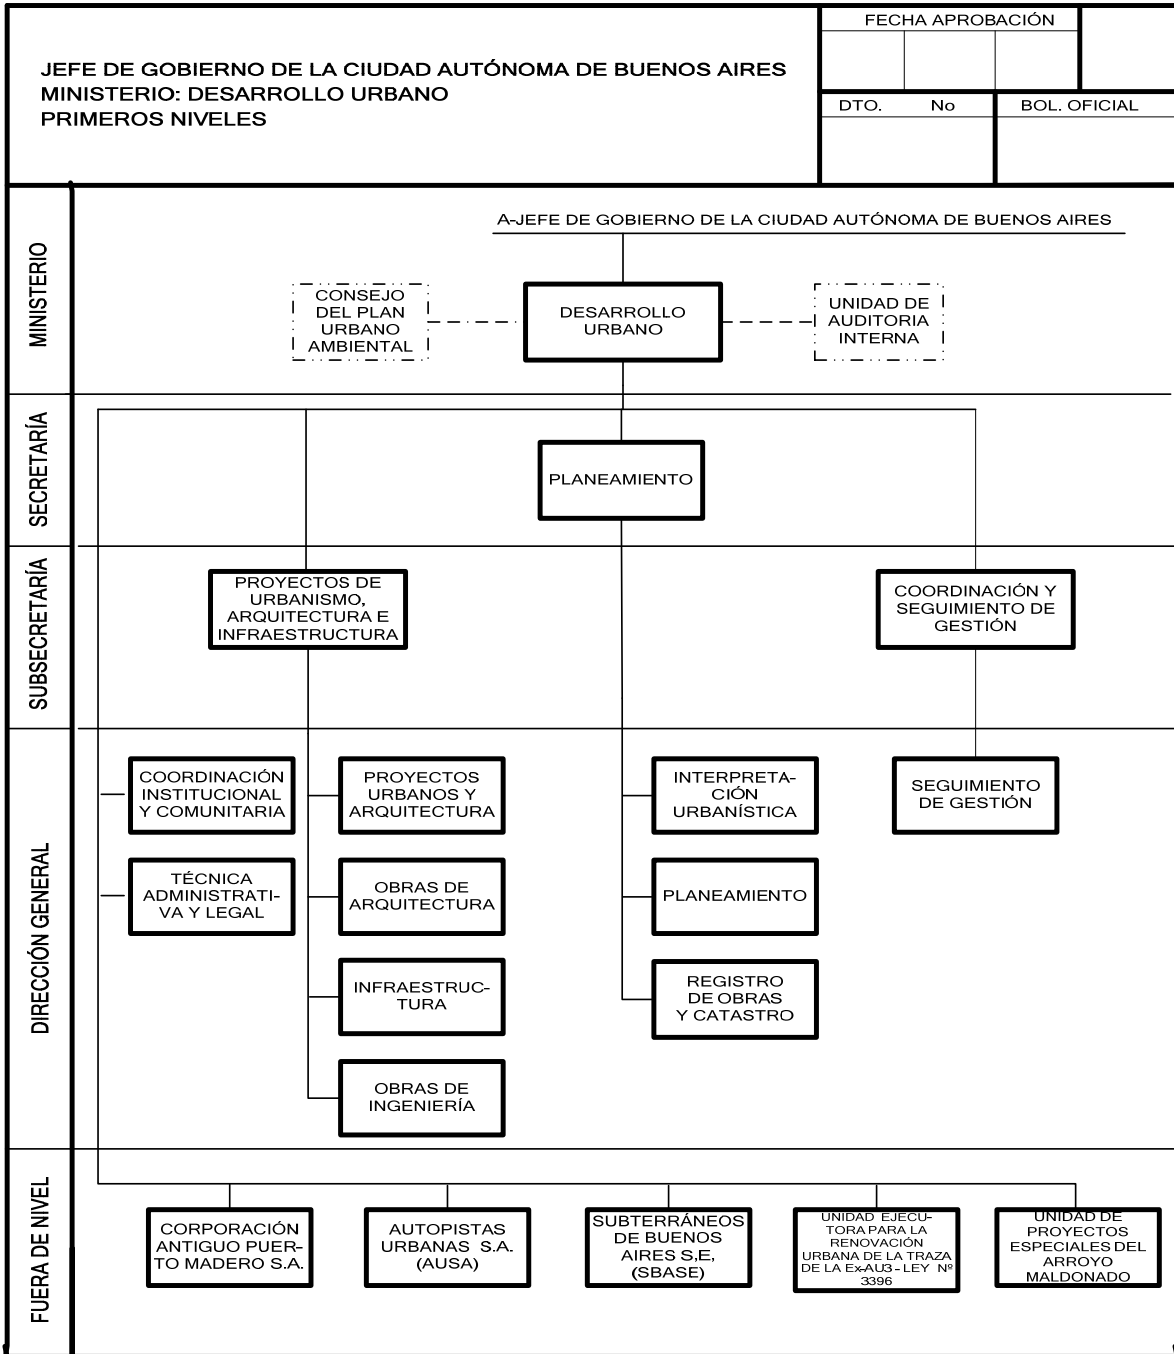 JEFE DE GOBIERNO DE LA CIUDAD AUTÓNOMA DE BUENOS AIRES
MINISTERIO: DESARROLLO URBANO
PRIMEROS NIVELES
FECHA APROBACIÓN
DTO. No
BOL. OFICIAL
MINISTERIO
A-JEFE DE GOBIERNO DE LA CIUDAD AUTÓNOMA DE BUENOS AIRES
CONSEJO
DEL PLAN
URBANO
AMBIENTAL
DESARROLLO
URBANO
UNIDAD DE
AUDITORIA
INTERNA
SECRETARÍA
PLANEAMIENTO
SUBSECRETARÍA
PROYECTOS DE
URBANISMO,
ARQUITECTURA E
INFRAESTRUCTURA
COORDINACIÓN Y
SEGUIMIENTO DE
GESTIÓN
DIRECCIÓN GENERAL
COORDINACIÓN
INSTITUCIONAL
Y COMUNITARIA
PROYECTOS
URBANOS Y
ARQUITECTURA
INTERPRETA-
CIÓN
URBANÍSTICA
SEGUIMIENTO
DE GESTIÓN
TÉCNICA
ADMINISTRATI-
VA Y LEGAL
OBRAS DE
ARQUITECTURA
PLANEAMIENTO
INFRAESTRUC-
TURA
REGISTRO
DE OBRAS
Y CATASTRO
OBRAS DE
INGENIERÍA
FUERA DE NIVEL
CORPORACIÓN
ANTIGUO PUER-
TO MADERO S.A.
AUTOPISTAS
URBANAS S.A.
(AUSA)
SUBTERRÁNEOS
DE BUENOS
AIRES S,E,
(SBASE)
UNIDAD EJECU-
TORA PARA LA
RENOVACIÓN
URBANA DE LA TRAZA
DE LA Ex-AU3 - LEY Nº
3396
UNIDAD DE
PROYECTOS
ESPECIALES DEL
ARROYO
MALDONADO